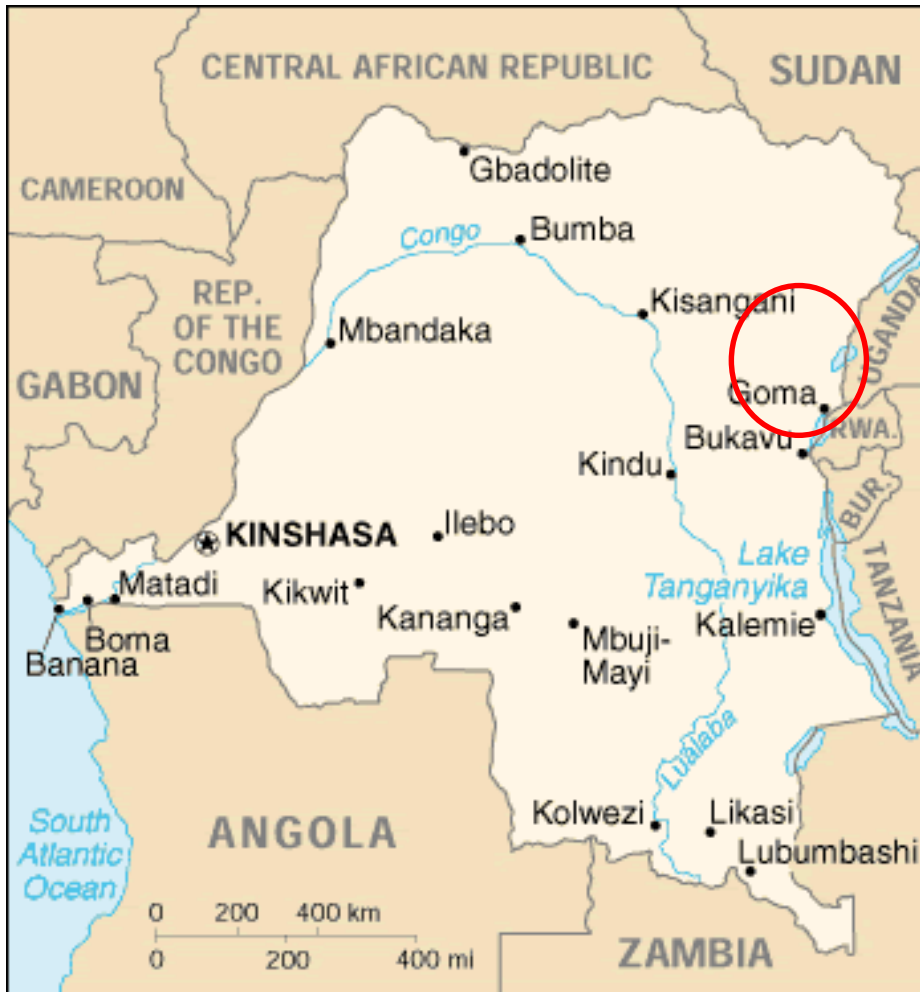 CENTRAL AFRICAN REPUBLIC
SUDAN
CAMEROON
Gbadolite
Congo
Bumba
REP.
OF THE
CONGO
Kisangani
UGANDA
Mbandaka
GABON
Goma
RWA.
Bukavu
Kindu
BUR.
KINSHASA
Ilebo
Lake
Tanganyika
TANZANIA
Matadi
Kikwit
Kananga
Kalemie
Boma
Banana
Mbuji-
Mayi
Lualaba
South
Atlantic
Ocean
ANGOLA
Kolwezi
Likasi
Lubumbashi
0 200 400 km
0 200 400 mi
ZAMBIA